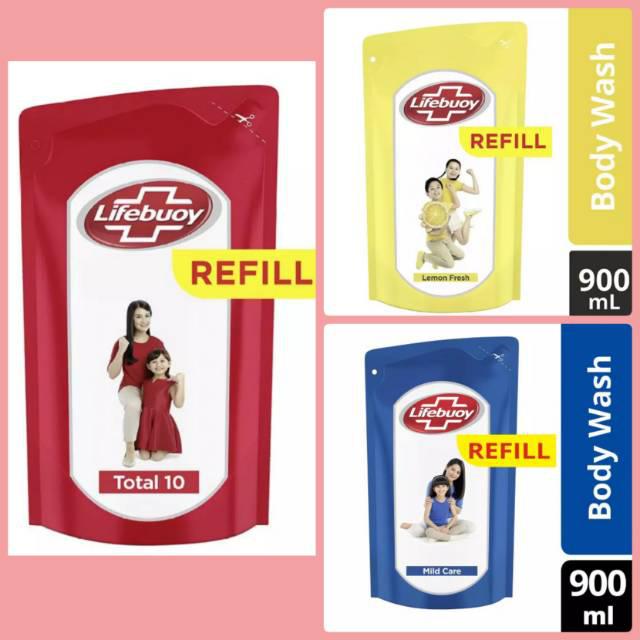 Lifebuoy
REFILL
Total 10
Lifebuoy
REFILL
Lemon Fresh
Body Wash
900
mL
Lifebuoy
REFILL
Mild Care
Body Wash
900
ml